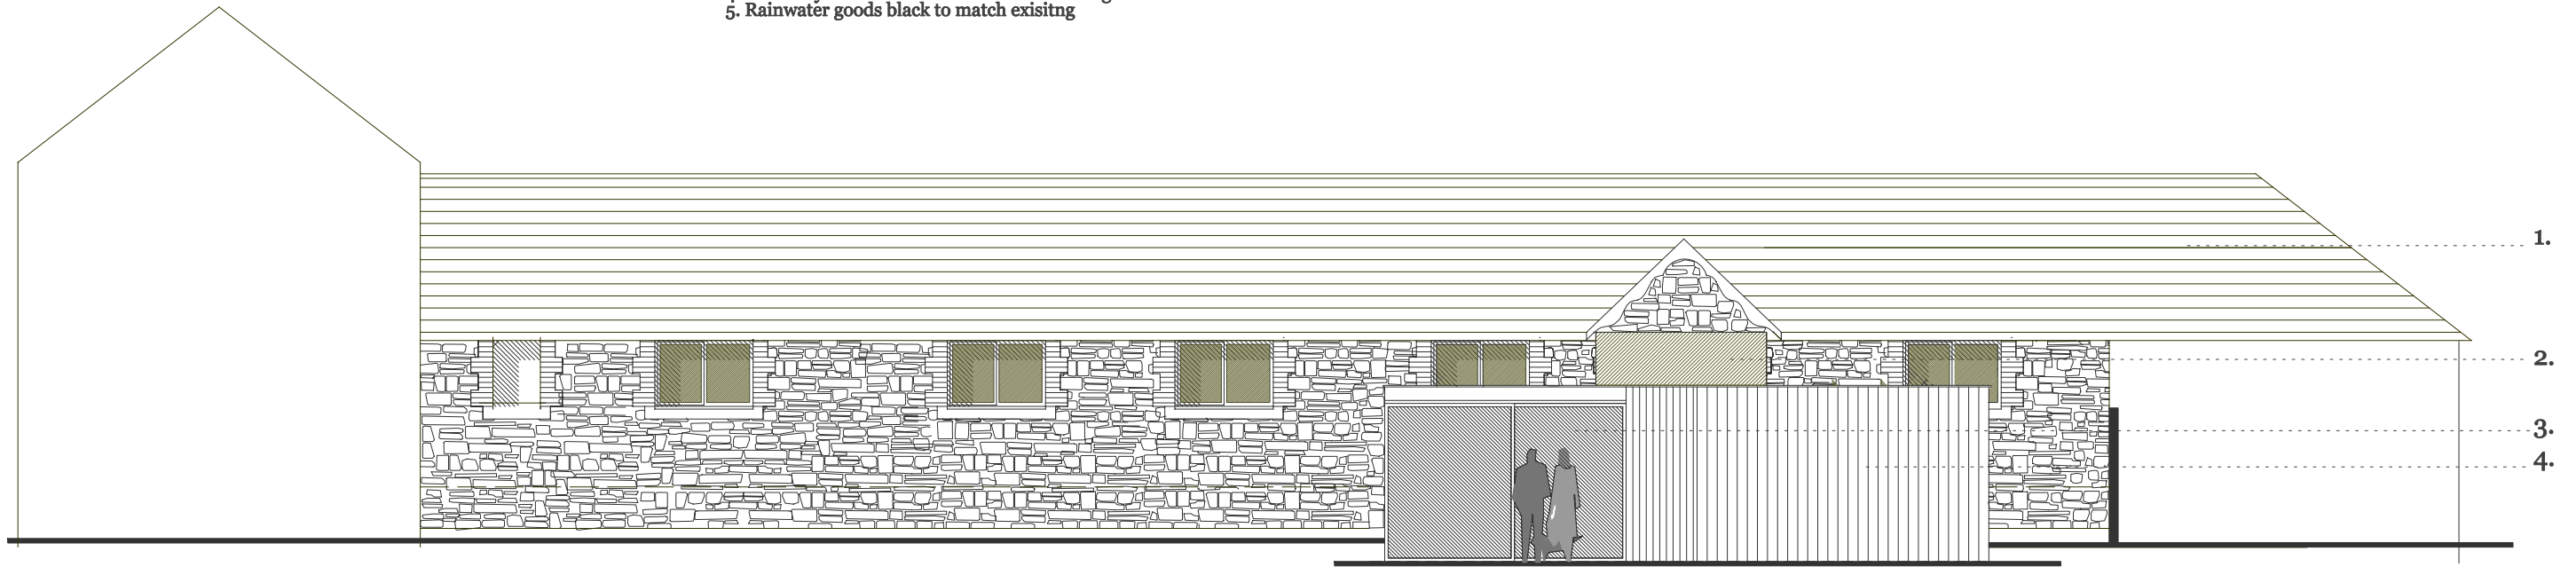 5. Rainwater goods black to match exisitng
1.
2.
3.
4.